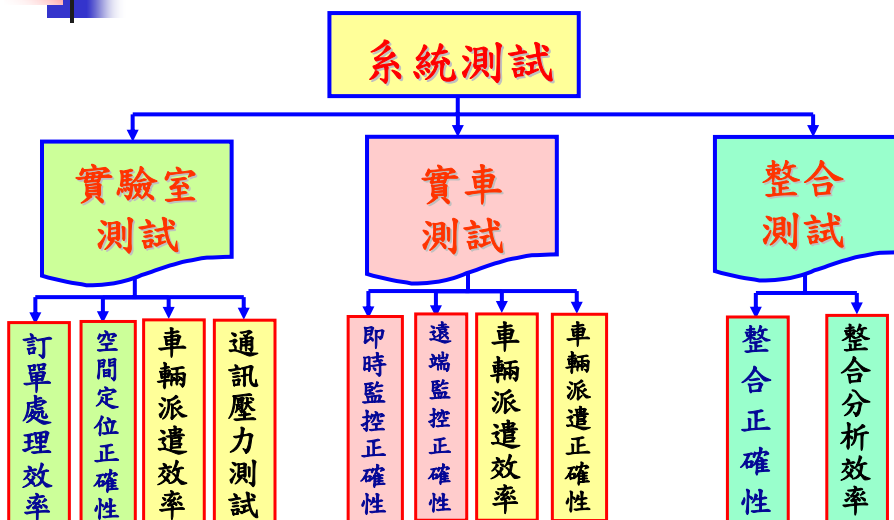 系統測試
實驗室
測試
實車
測試
整合
測試
訂單處理效率
空間定位正確性
車輛派遣效率
通訊壓力測試
即時監控正確性
遠端監控正確性
車輛派遣效率
車輛派遣正確性
整合正確性
整合分析效率